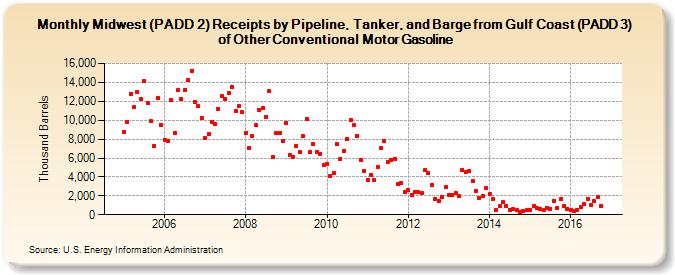 Monthly Midwest (PADD 2) Receipts by Pipeline, Tanker, and Barge from Gulf Coast (PADD 3)
of Other Conventional Motor Gasoline
Thousand Barrels
16,000
14,000
12,000
10,000
8,000
6,000
4,000
2,000
0
2006 2008 2010 2012 2014 2016
Source: U.S. Energy Information Administration